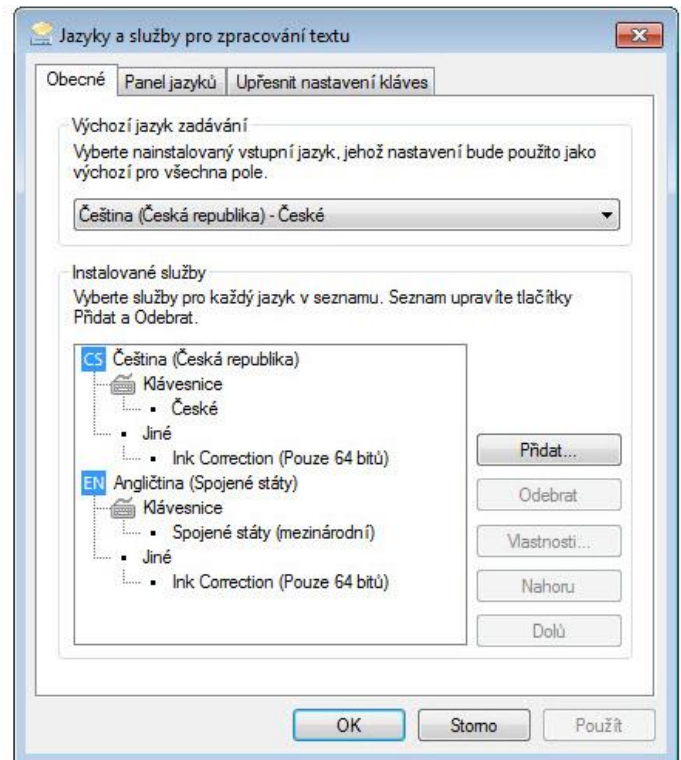 Jazyky a služby pro zpracování textu
Obecné
Panel jazyků
Upřesnit nastavení kláves
Výchozí jazyk zadávání
Vyberte nainstalovaný vstupní jazyk, jehož nastavení bude použito jako
výchozí pro všechna pole.
Čeština (Česká republika) - České
Instalované služby
Vyberte služby pro každý jazyk v seznamu. Seznam upravíte tlačítky
Přidat a Odebrat.
CS Čeština (Česká republika)
Klávesnice
České
Jiné
Ink Correction (Pouze 64 bitů)
EN Angličtina (Spojené státy)
Klávesnice
Spojené státy (mezinárodní)
Jiné
Ink Correction (Pouze 64 bitů)
Přidat...
Odebrat
Vlastnosti...
Nahoru
Dolů
OK
Storno
Použít